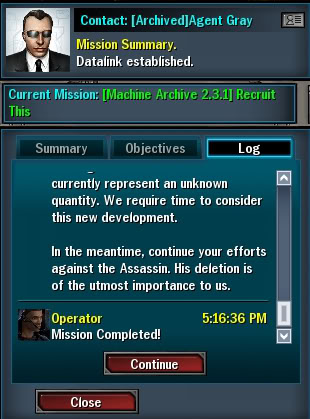 Contact: [Archived]Agent Gray
Mission Summary.
Datalink established.
Current Mission: [Machine Archive 2.3.1] Recruit
This
Summary
Objectives
Log
currently represent an unknown
quantity. We require time to consider
this new development.
In the meantime, continue your efforts
against the Assassin. His deletion is
of the utmost importance to us.
Operator 5:16:36 PM
Mission Completed!
Continue
Close